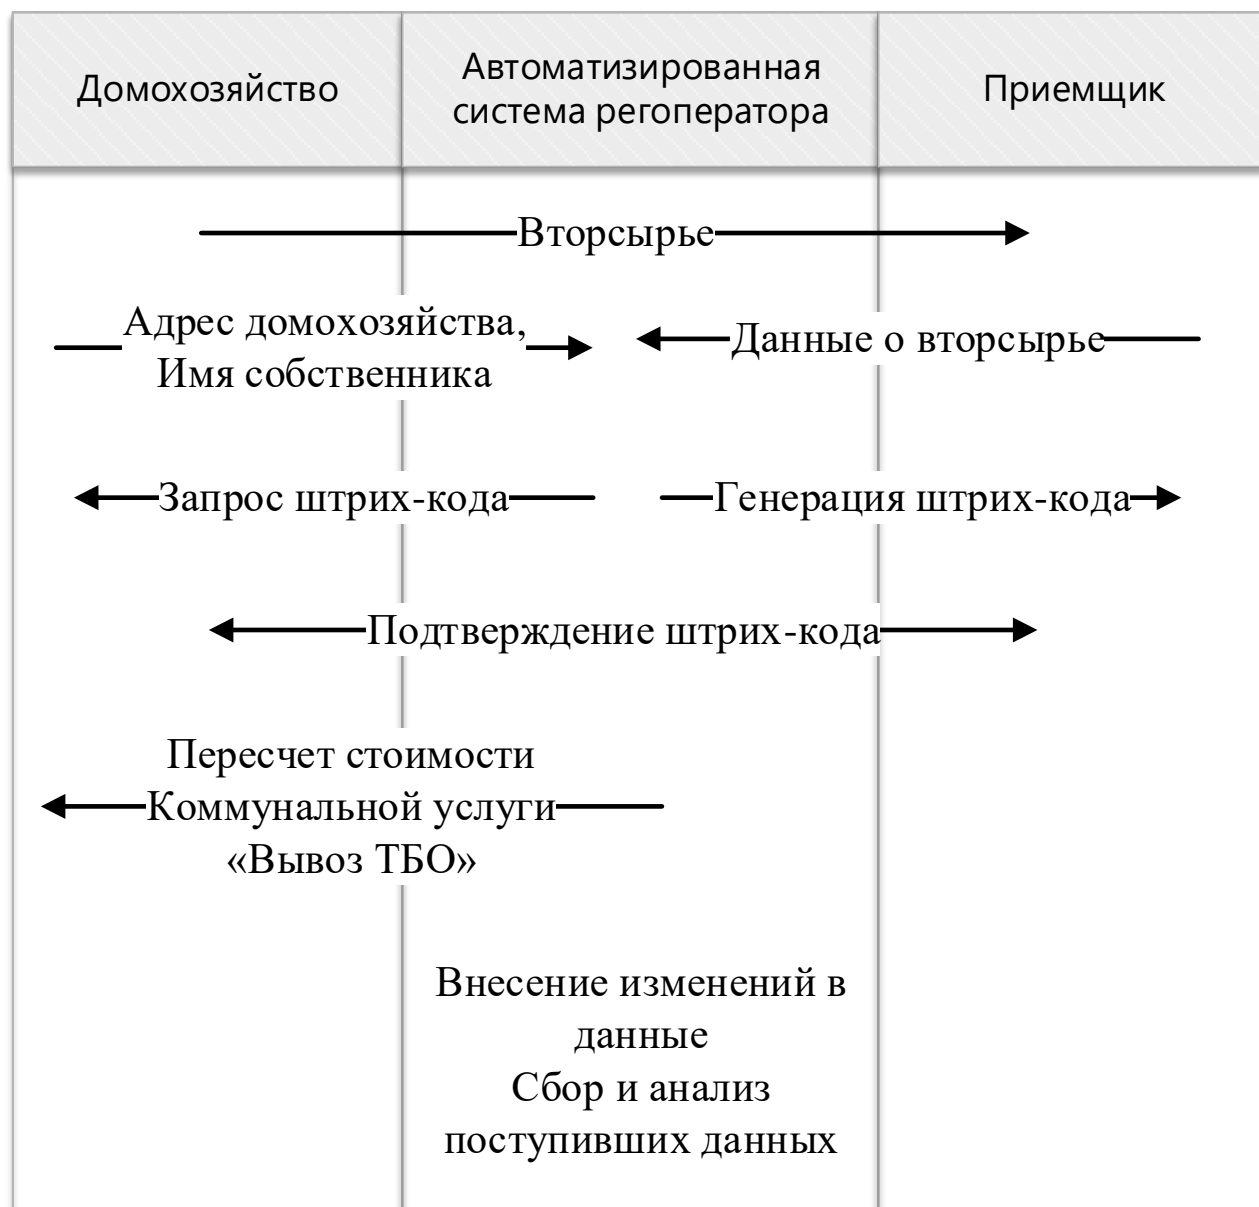 Домохозяйство
Автоматизированная
система регоператора
Приемщик
Вторсырье
Адрес домохозяйства,
Имя собственника
Данные о вторсырье
Запрос штрих-кода
Генерация штрих-кода
Подтверждение штрих-кода
Пересчет стоимости
Коммунальной услуги
«Вывоз ТБО»
Внесение изменений в
данные
Сбор и анализ
поступивших данных